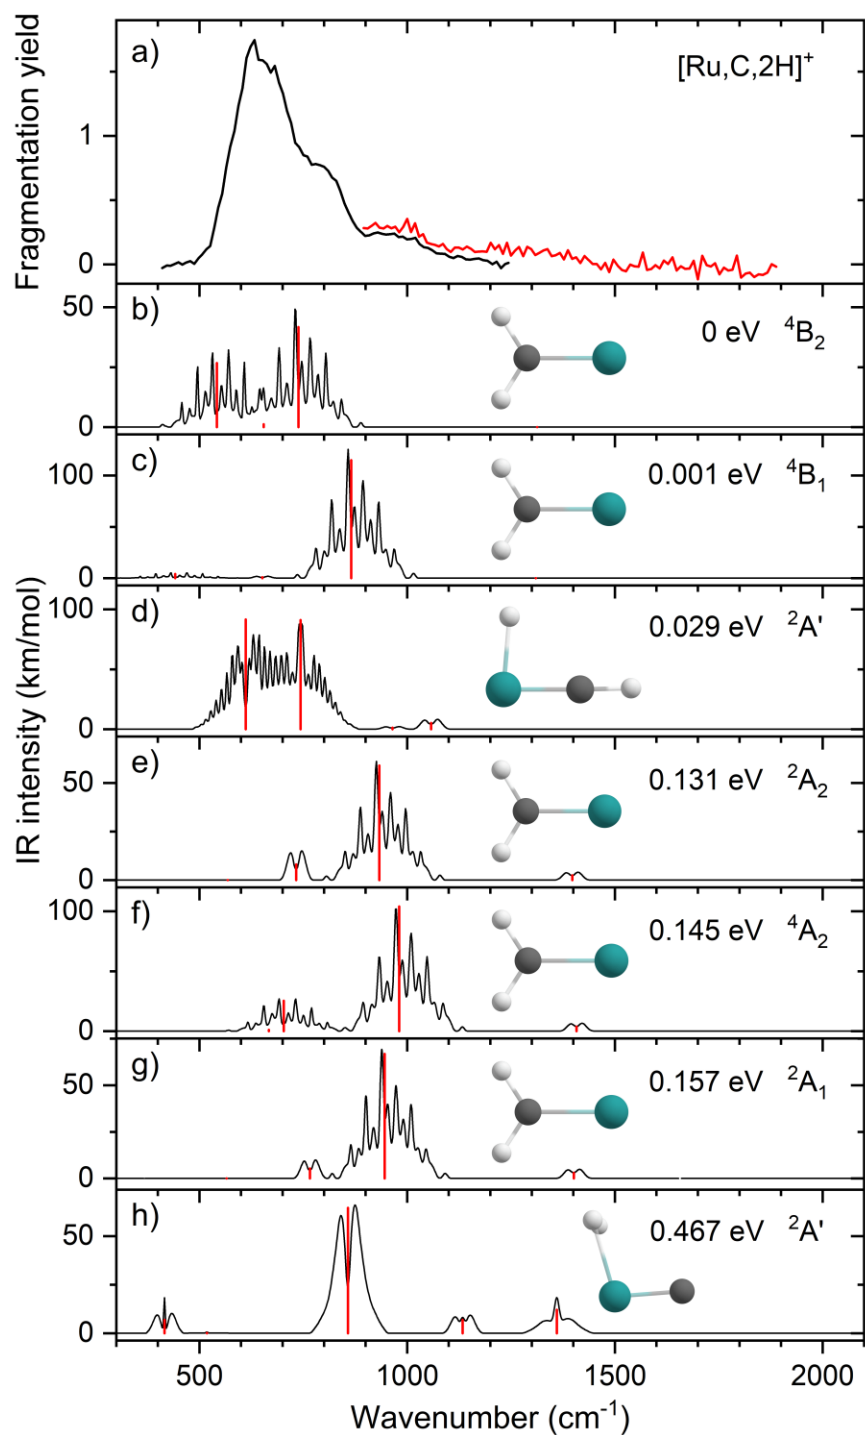 a)
[Ru,C,2H]⁺
Fragmentation yield
1
0
b)
0 eV ⁴B₂
50
0
c)
0.001 eV ⁴B₁
100
0
d)
0.029 eV ²A'
100
0
e)
0.131 eV ²A₂
50
0
f)
0.145 eV ⁴A₂
100
0
g)
0.157 eV ²A₁
50
0
h)
0.467 eV ²A'
50
0
IR intensity (km/mol)
500 1000 1500 2000
Wavenumber (cm⁻¹)